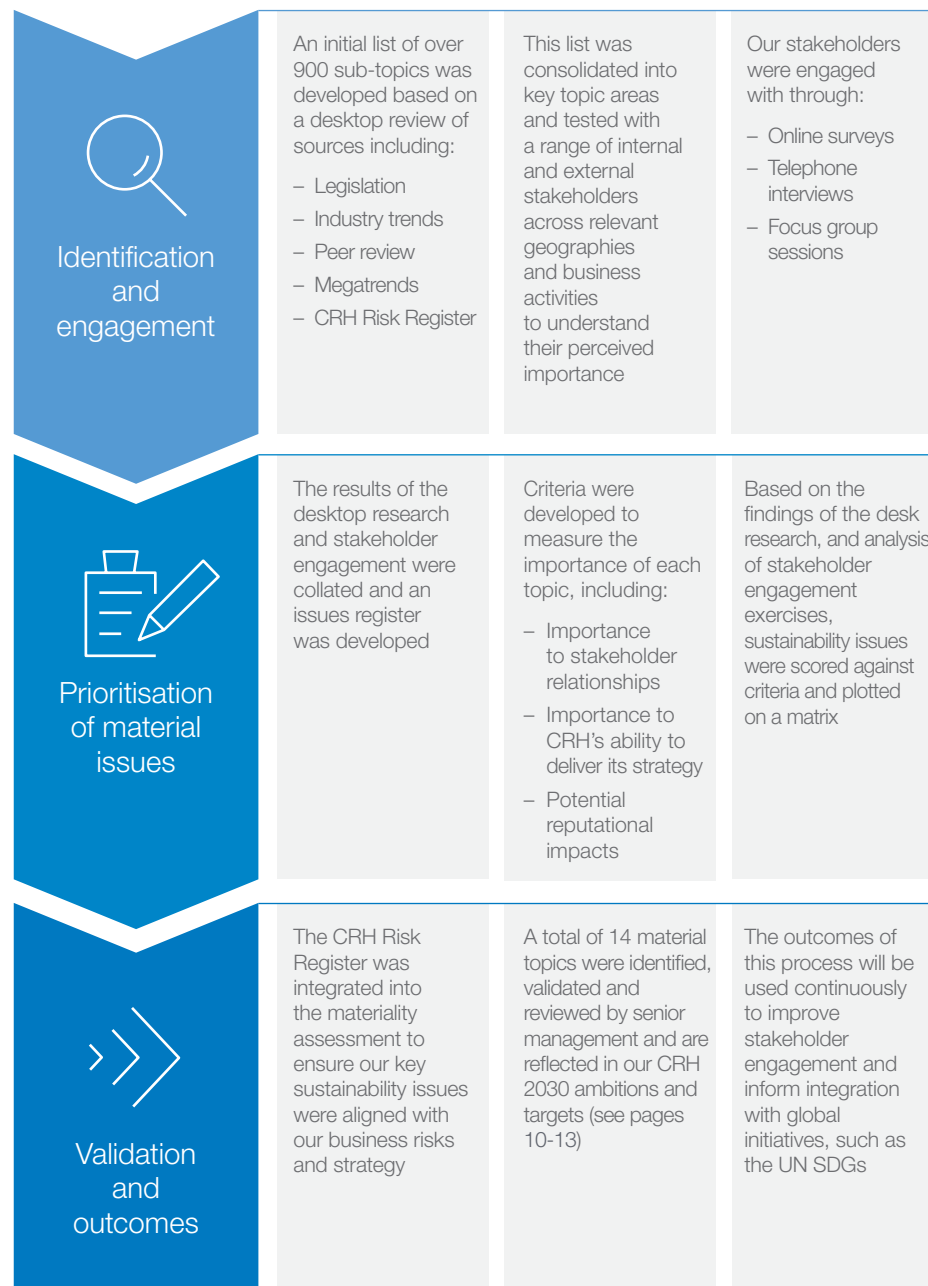 Identification
and
engagement
An initial list of over
900 sub-topics was
developed based on
a desktop review of
sources including:
– Legislation
– Industry trends
– Peer review
– Megatrends
– CRH Risk Register
This list was
consolidated into
key topic areas
and tested with
a range of internal
and external
stakeholders
across relevant
geographies
and business
activities
to understand
their perceived
importance
Our stakeholders
were engaged
with through:
– Online surveys
– Telephone
interviews
– Focus group
sessions
Prioritisation
of material
issues
The results of the
desktop research
and stakeholder
engagement were
collated and an
issues register
was developed
Criteria were
developed to
measure the
importance of each
topic, including:
– Importance
to stakeholder
relationships
– Importance to
CRH's ability to
deliver its strategy
– Potential
reputational
impacts
Based on the
findings of the desk
research, and analysis
of stakeholder
engagement
exercises,
sustainability issues
were scored against
criteria and plotted
on a matrix
Validation
and
outcomes
The CRH Risk
Register was
integrated into
the materiality
assessment to
ensure our key
sustainability issues
were aligned with
our business risks
and strategy
A total of 14 material
topics were identified,
validated and
reviewed by senior
management and are
reflected in our CRH
2030 ambitions and
targets (see pages
10-13)
The outcomes of
this process will be
used continuously
to improve
stakeholder
engagement and
inform integration
with global
initiatives, such as
the UN SDGs